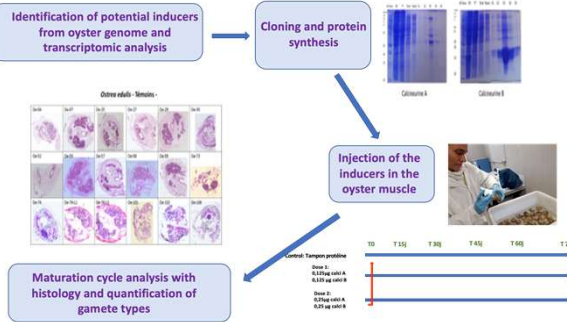 Identification of potential inducers
from oyster genome and
transcriptomic analysis
Cloning and protein
synthesis
Calcineurine A
Calcineurine B
Ostrea edulis - Témoins -
Injection of the
inducers in the
oyster muscle
T0 T 15j T 30j T 45j T 60j
Control: Tampon protéine
Dose 1:
0,125µg calci A
0,125 µg calci B
Dose 2:
0,25µg calci A
0,25 µg calci B
Maturation cycle analysis with
histology and quantification of
gamete types